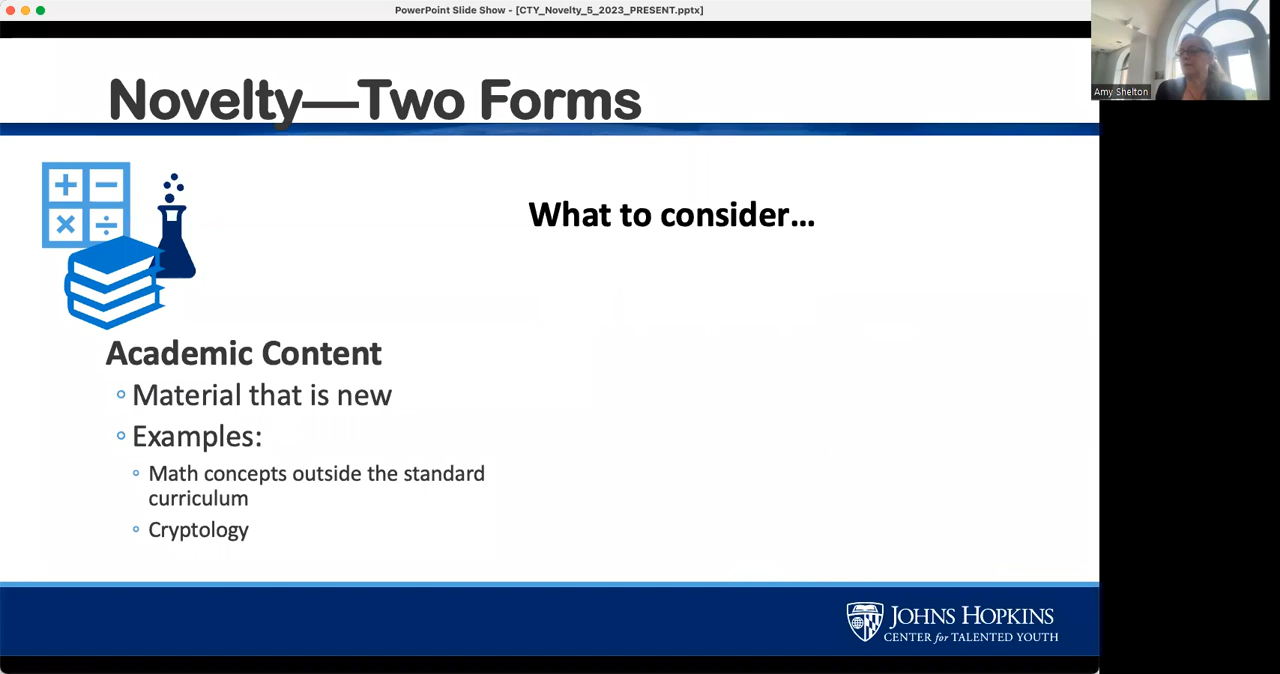 PowerPoint Slide Show - [CTY_Novelty_5_2023_PRESENT.pptx]
Amy Shelton
Novelty—Two Forms
What to consider...
Academic Content
Material that is new
Examples:
Math concepts outside the standard
curriculum
Cryptology
JOHNS HOPKINS
CENTER for TALENTED YOUTH